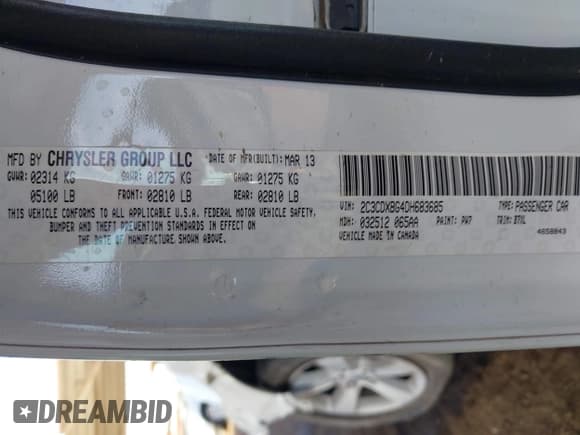 MFD BY CHRYSLER GROUP LLC DATE OF MFR(BUILT): MAR 13
GVWR: 02314 KG GAWR: 01275 KG GAWR: 01275 KG
05100 LB FRONT: 02810 LB REAR: 02810 LB
THIS VEHICLE CONFORMS TO ALL APPLICABLE U.S.A. FEDERAL MOTOR VEHICLE SAFETY,
BUMPER AND THEFT PREVENTION STANDARDS IN EFFECT ON
THE DATE OF MANUFACTURE SHOWN ABOVE.
VIN: 2C3CDXBG4DH683685 TYPE: PASSENGER CAR
MDH: 032512 065AA PAINT: PW7 TRIM: BTXL
VEHICLE MADE IN CANADA 4658843
DREAMBID